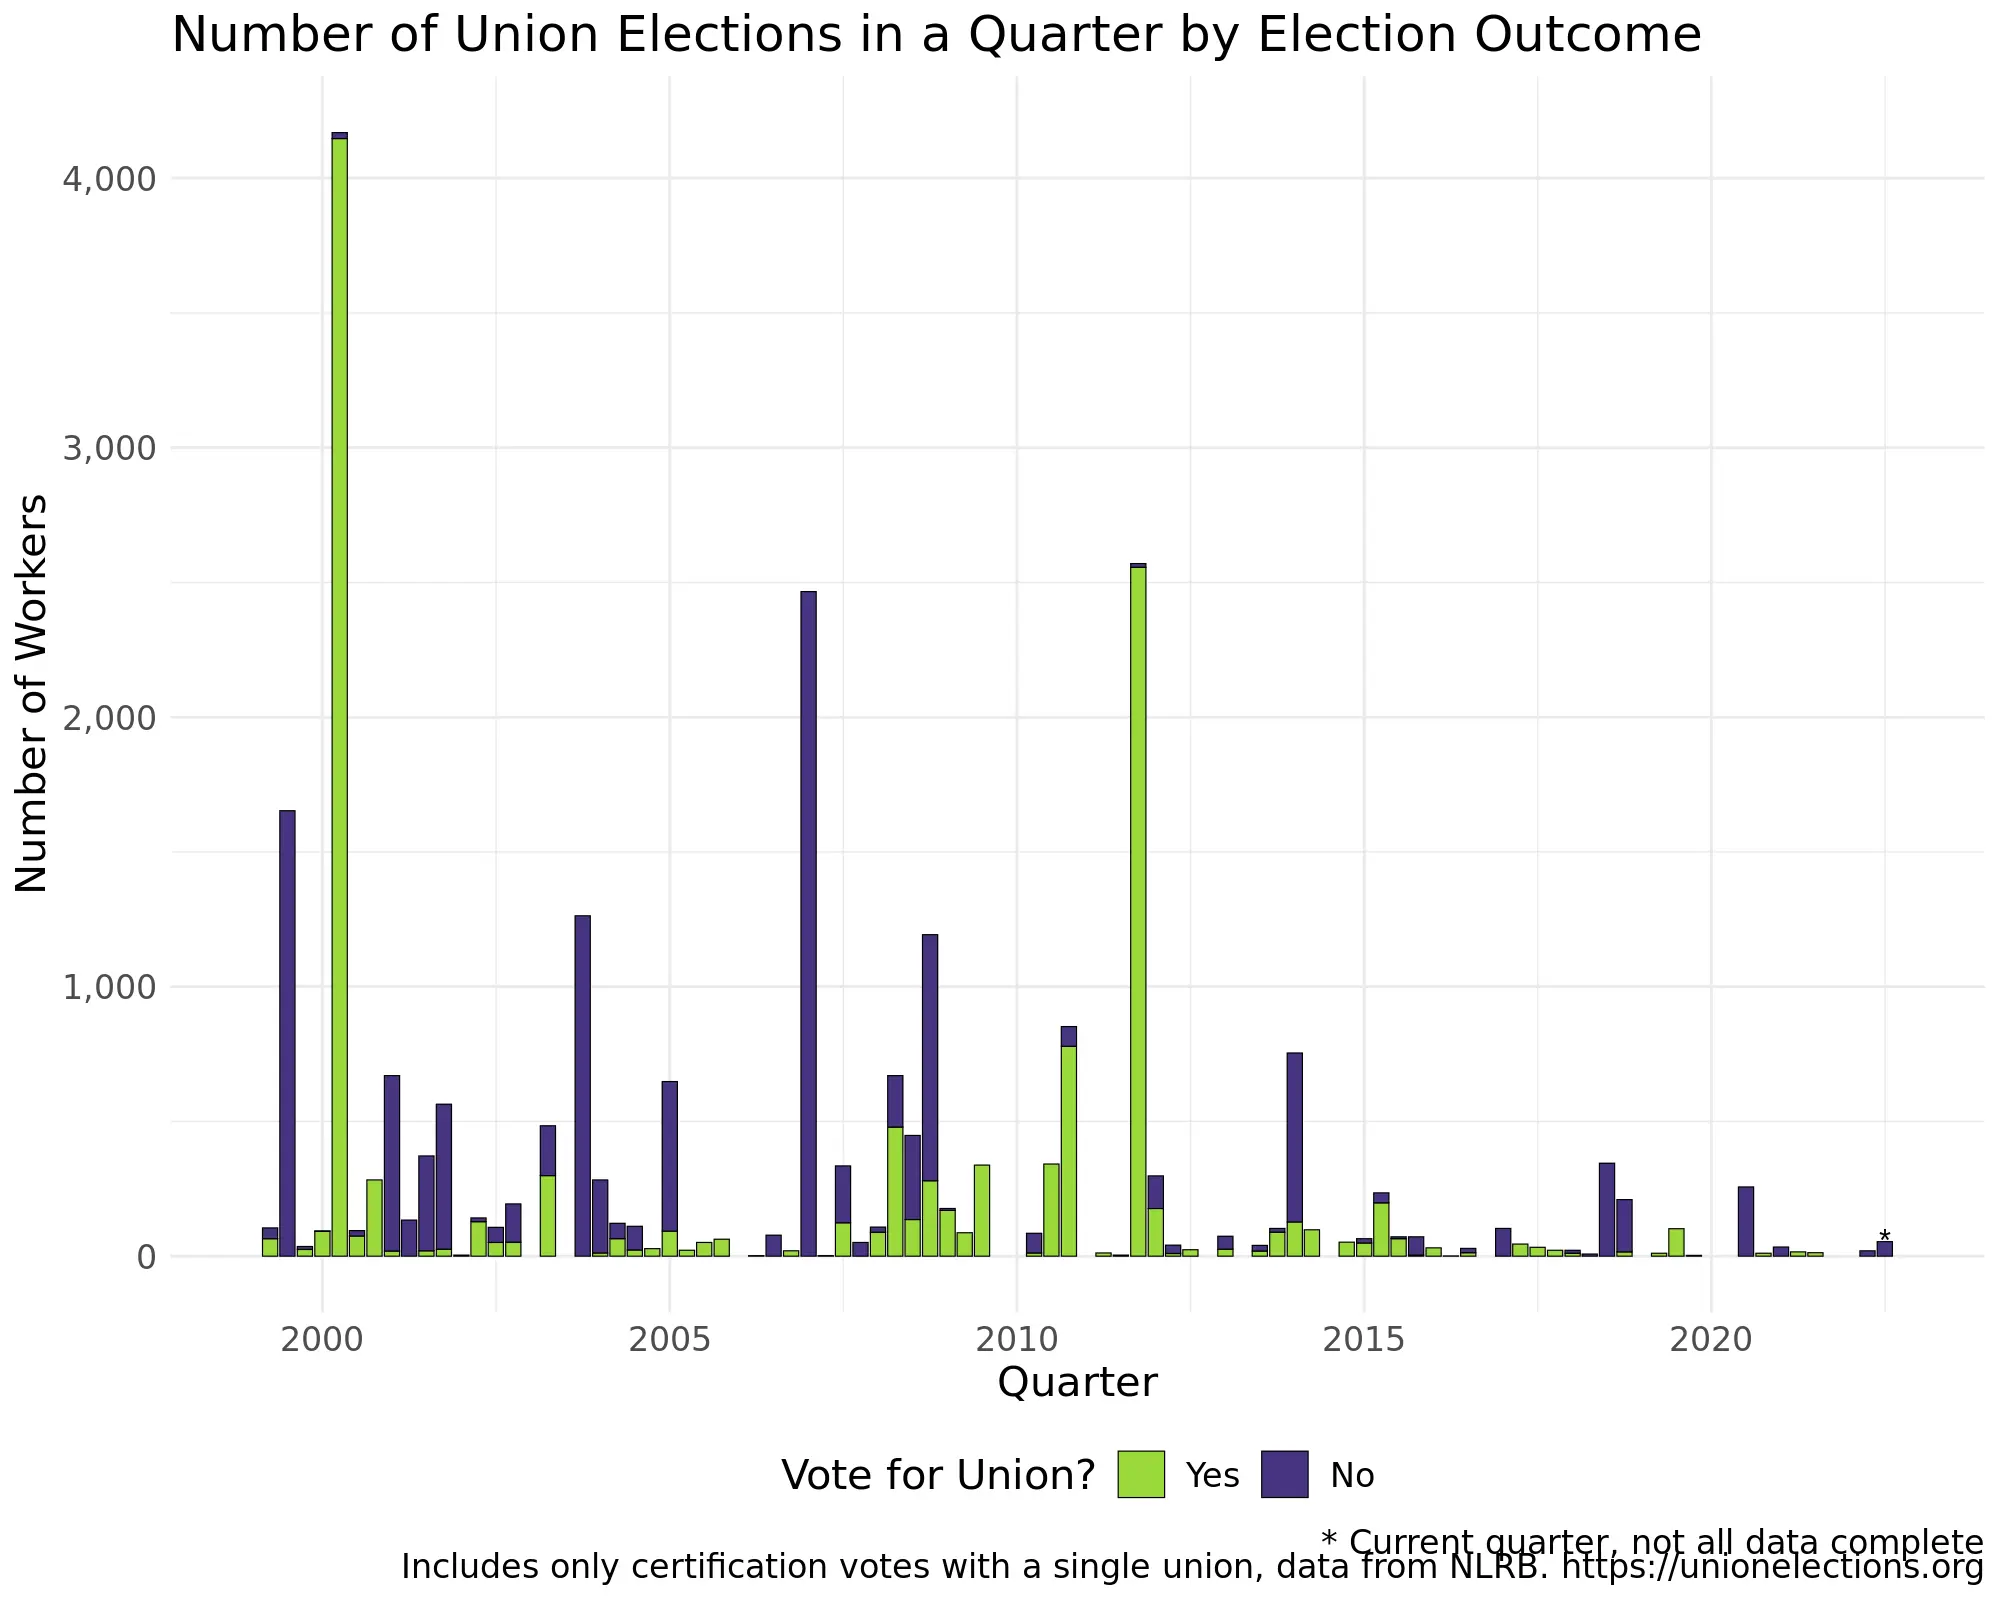 Number of Union Elections in a Quarter by Election Outcome
Number of Workers
4,000
3,000
2,000
1,000
0
*
2000 2005 2010 2015 2020
Quarter
Vote for Union? Yes No
* Current quarter, not all data complete
Includes only certification votes with a single union, data from NLRB. https://unionelections.org